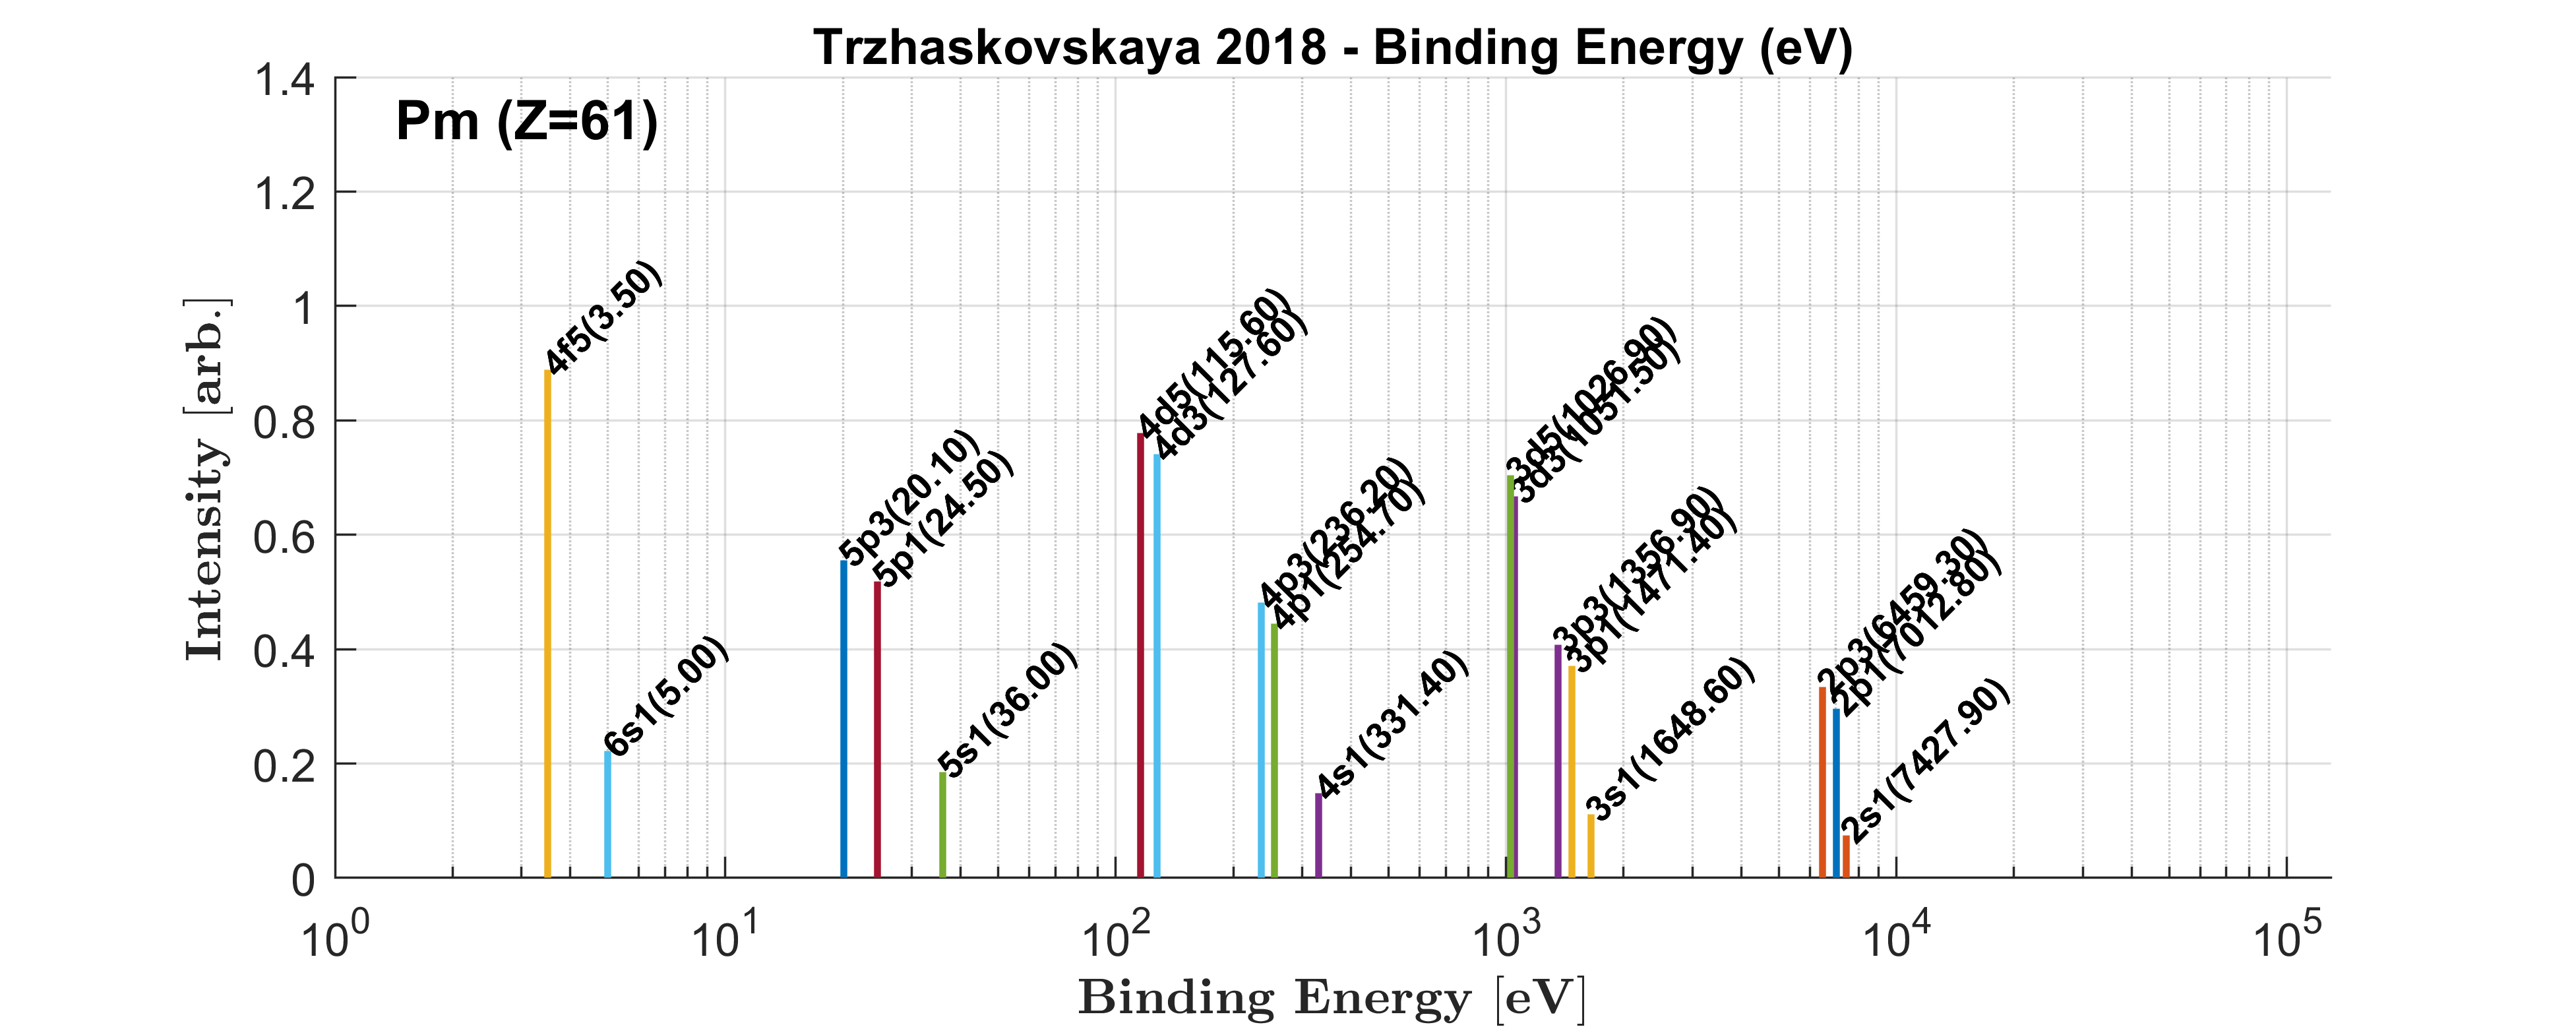 Trzhaskovskaya 2018 - Binding Energy (eV)
Pm (Z=61)
Intensity [arb.]
1.4
1.2
1
0.8
0.6
0.4
0.2
0
4f5(3.50)
6s1(5.00)
5p3(20.10)
5p1(24.50)
5s1(36.00)
4d5(115.60)
4d3(127.60)
4p3(236.20)
4p1(254.70)
4s1(331.40)
3d5(1026.90)
3d3(1051.50)
3p3(1356.90)
3p1(1471.40)
3s1(1648.60)
2p3(6459.30)
2p1(7012.80)
2s1(7427.90)
10^0 10^1 10^2 10^3 10^4 10^5
Binding Energy [eV]